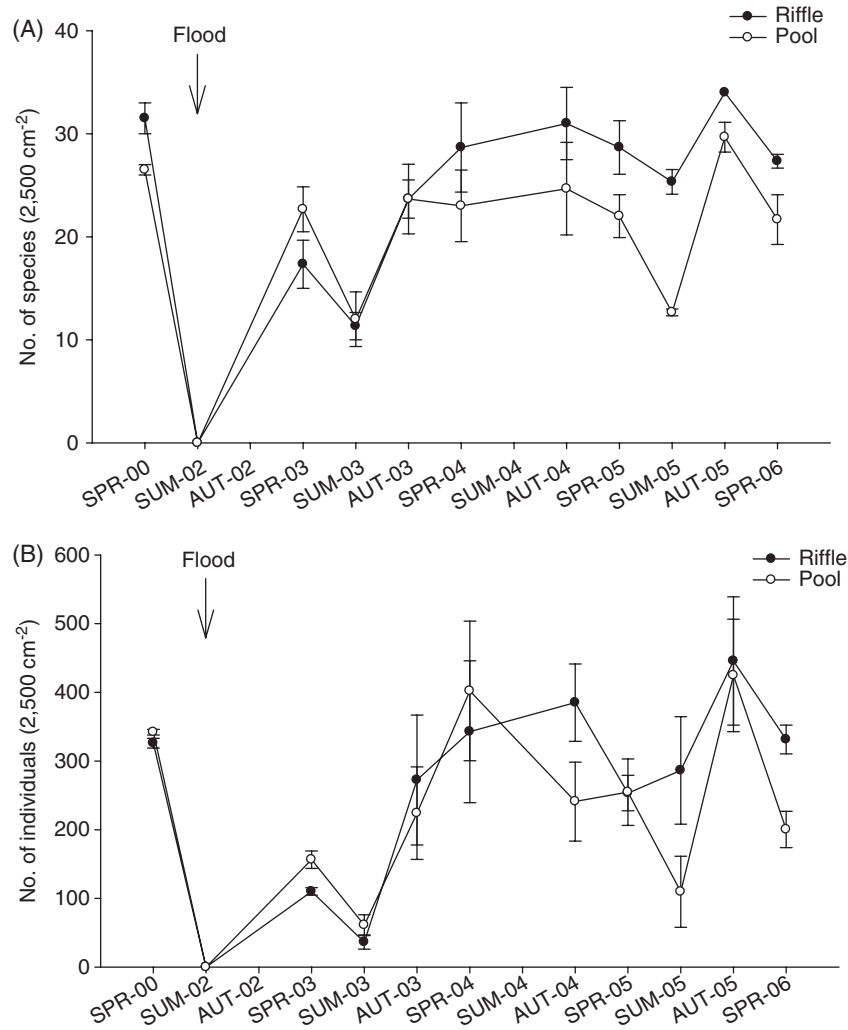 (A)
Flood
Riffle
Pool
No. of species (2,500 cm-2)
40
30
20
10
0
SPR-00
SUM-02
AUT-02
SPR-03
SUM-03
AUT-03
SPR-04
SUM-04
AUT-04
SPR-05
SUM-05
AUT-05
SPR-06
(B)
Flood
Riffle
Pool
No. of individuals (2,500 cm-2)
600
500
400
300
200
100
0
SPR-00
SUM-02
AUT-02
SPR-03
SUM-03
AUT-03
SPR-04
SUM-04
AUT-04
SPR-05
SUM-05
AUT-05
SPR-06